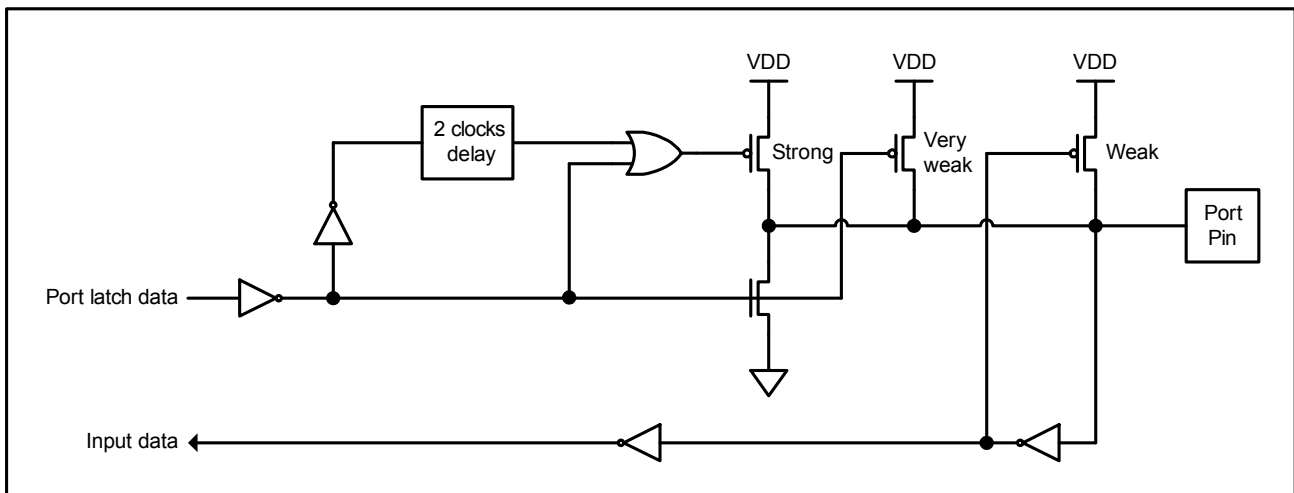 VDD
VDD
VDD
2 clocks
delay
Strong
Very
weak
Weak
Port
Pin
Port latch data
Input data